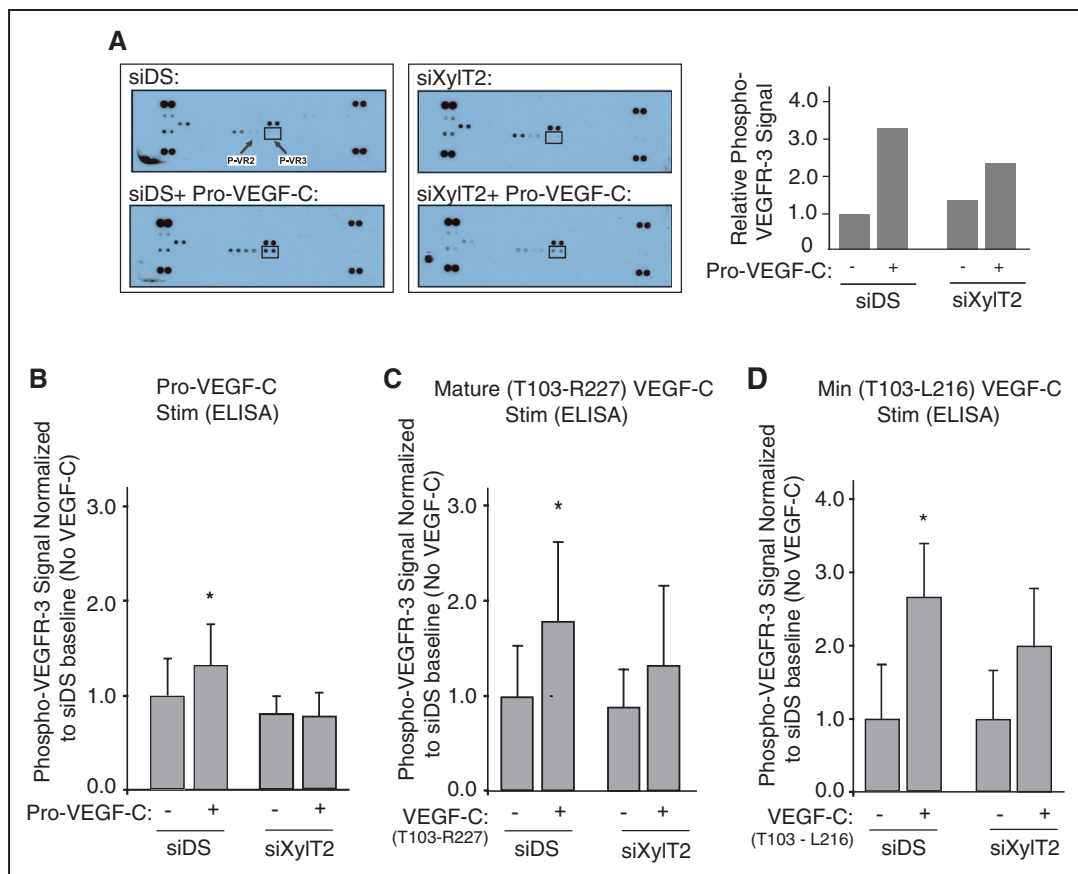 A
siDS:
siXylT2:
P-VR2
P-VR3
siDS+ Pro-VEGF-C:
siXylT2+ Pro-VEGF-C:
Relative Phospho-
VEGFR-3 Signal
4.0
3.0
2.0
1.0
0
Pro-VEGF-C: - + - +
siDS siXylT2
B
Pro-VEGF-C
Stim (ELISA)
Phospho-VEGFR-3 Signal Normalized
to siDS baseline (No VEGF-C)
3.0
2.0
1.0
0.0
*
Pro-VEGF-C: - + - +
siDS siXylT2
C
Mature (T103-R227) VEGF-C
Stim (ELISA)
Phospho-VEGFR-3 Signal Normalized
to siDS baseline (No VEGF-C)
3.0
2.0
1.0
0.0
*
VEGF-C: - + - +
(T103-R227)
siDS siXylT2
D
Min (T103-L216) VEGF-C
Stim (ELISA)
Phospho-VEGFR-3 Signal Normalized
to siDS baseline (No VEGF-C)
4.0
3.0
2.0
1.0
0.0
*
VEGF-C: - + - +
(T103 - L216)
siDS siXylT2